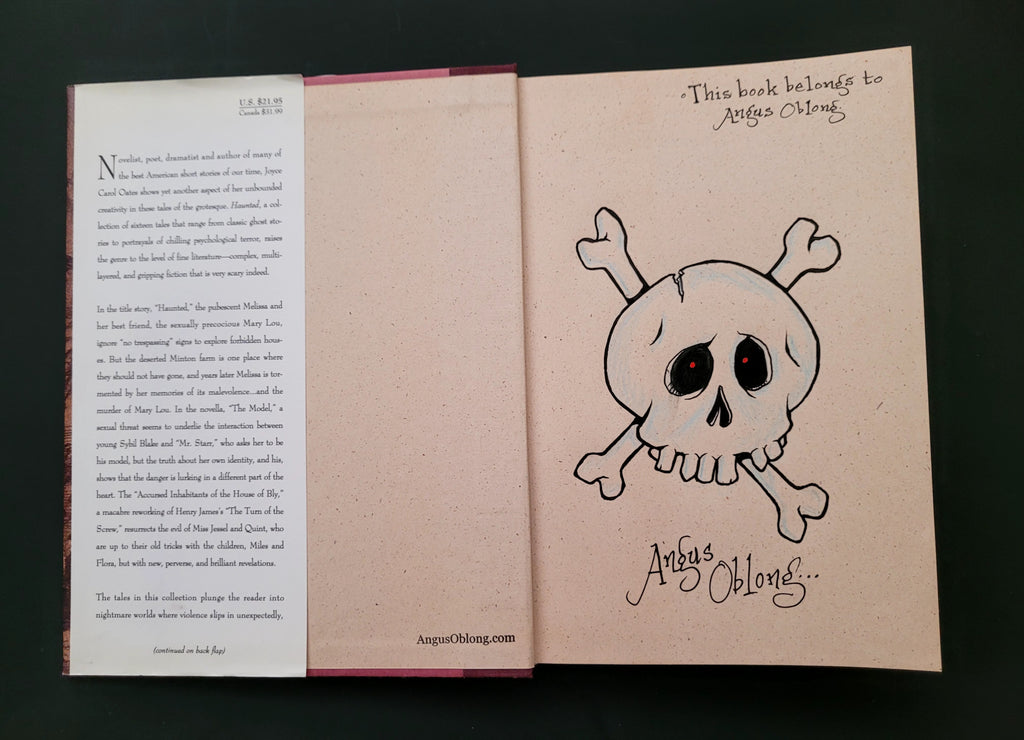 U.S. $21.95
Canada $31.99
Novelist, poet, dramatist and author of many of
the best American short stories of our time, Joyce
Carol Oates shows yet another aspect of her unbounded
creativity in these tales of the grotesque. Haunted, a col-
lection of sixteen tales that range from classic ghost sto-
ries to portrayals of chilling psychological terror, raises
the genre to the level of fine literature—complex, multi-
layered, and gripping fiction that is very scary indeed.
In the title story, "Haunted," the pubescent Melissa and
her best friend, the sexually precocious Mary Lou,
ignore "no trespassing" signs to explore forbidden hous-
es. But the deserted Minton farm is one place where
they should not have gone, and years later Melissa is tor-
mented by her memories of its malevolence...and the
murder of Mary Lou. In the novella, "The Model," a
sexual threat seems to underlie the interaction between
young Sybil Blake and "Mr. Starr," who asks her to be
his model, but the truth about her own identity, and his,
shows that the danger is lurking in a different part of the
heart. The "Accursed Inhabitants of the House of Bly,"
a macabre reworking of Henry James's "The Turn of the
Screw," resurrects the evil of Miss Jessel and Quint, who
are up to their old tricks with the children, Miles and
Flora, but with new, perverse, and brilliant revelations.
The tales in this collection plunge the reader into
nightmare worlds where violence slips in unexpectedly,
(continued on back flap)
AngusOblong.com
This book belongs to
Angus Oblong.
Angus
Oblong...